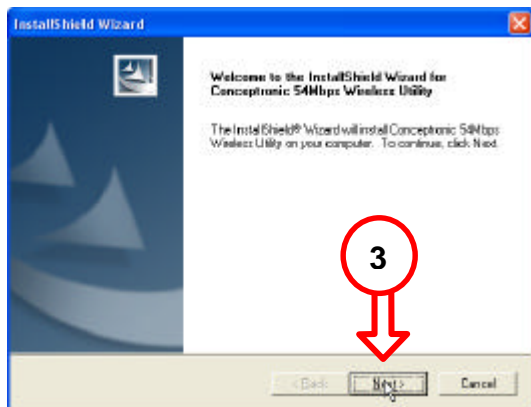 InstallShield Wizard
Welcome to the InstallShield Wizard for
Conceptronic 54Mbps Wireless Utility
The InstallShield® Wizard will install Conceptronic 54Mbps
Wireless Utility on your computer. To continue, click Next.
3
< Back
Next >
Cancel